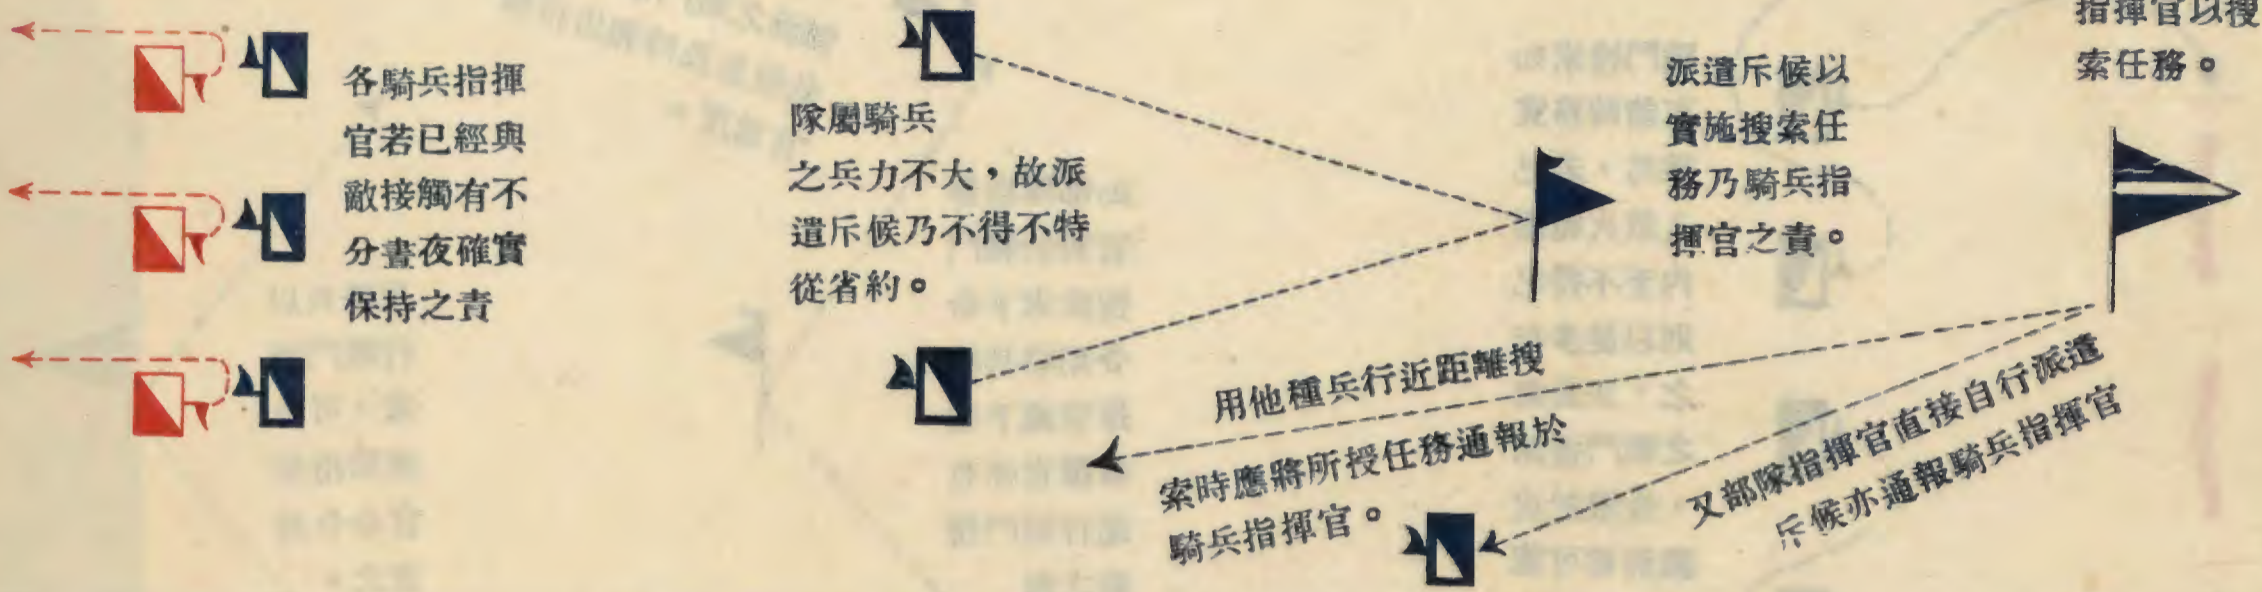 各騎兵指揮
官若已經與
敵接觸有不
分晝夜確實
保持之責
隊屬騎兵
之兵力不大，故派
遣斥候乃不得不特
從省約。
派遣斥候以
實施搜索任
務乃騎兵指
揮官之責。
指揮官以搜
索任務。
用他種兵行近距離搜
索時應將所授任務通報於
騎兵指揮官。
又部隊指揮官直接自行派遣
斥候亦通報騎兵指揮官